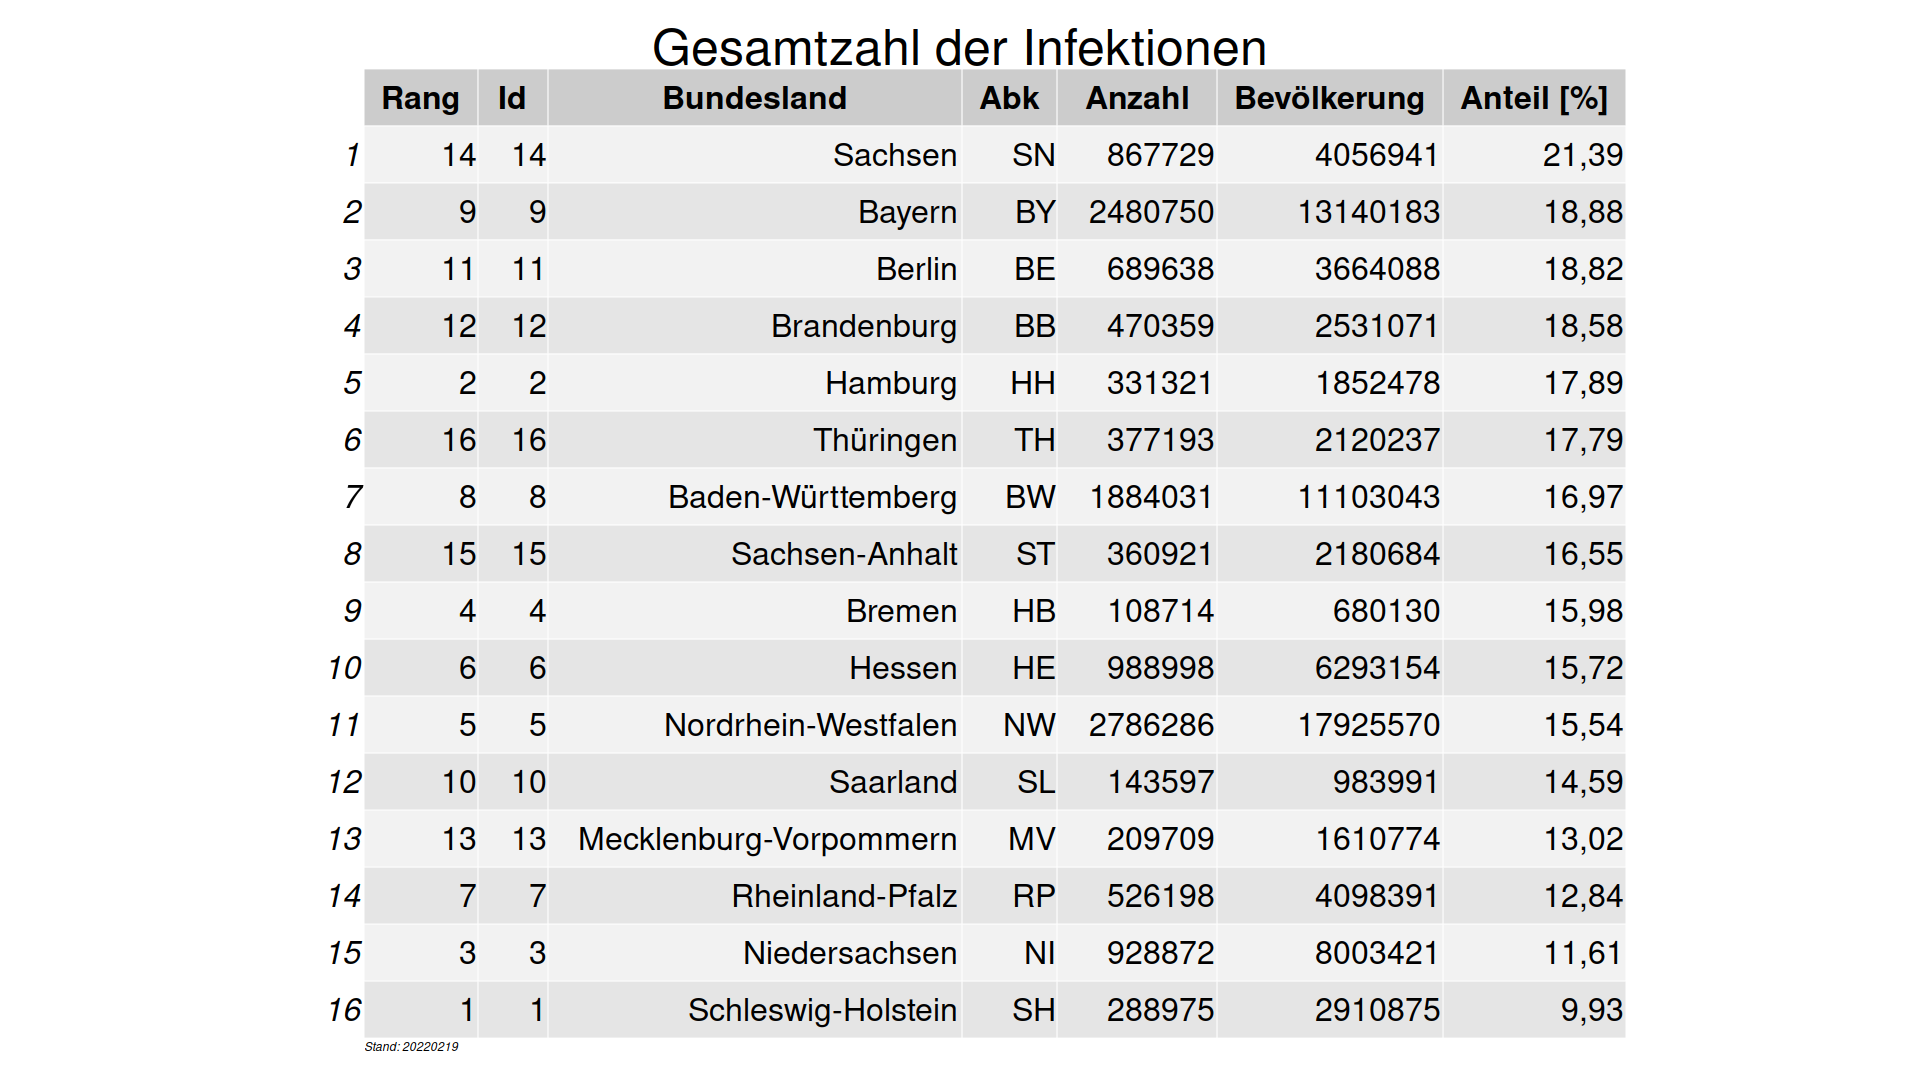 Gesamtzahl der Infektionen
Rang Id Bundesland Abk Anzahl Bevölkerung Anteil [%]
1 14 14 Sachsen SN 867729 4056941 21,39
2 9 9 Bayern BY 2480750 13140183 18,88
3 11 11 Berlin BE 689638 3664088 18,82
4 12 12 Brandenburg BB 470359 2531071 18,58
5 2 2 Hamburg HH 331321 1852478 17,89
6 16 16 Thüringen TH 377193 2120237 17,79
7 8 8 Baden-Württemberg BW 1884031 11103043 16,97
8 15 15 Sachsen-Anhalt ST 360921 2180684 16,55
9 4 4 Bremen HB 108714 680130 15,98
10 6 6 Hessen HE 988998 6293154 15,72
11 5 5 Nordrhein-Westfalen NW 2786286 17925570 15,54
12 10 10 Saarland SL 143597 983991 14,59
13 13 13 Mecklenburg-Vorpommern MV 209709 1610774 13,02
14 7 7 Rheinland-Pfalz RP 526198 4098391 12,84
15 3 3 Niedersachsen NI 928872 8003421 11,61
16 1 1 Schleswig-Holstein SH 288975 2910875 9,93
Stand: 20220219